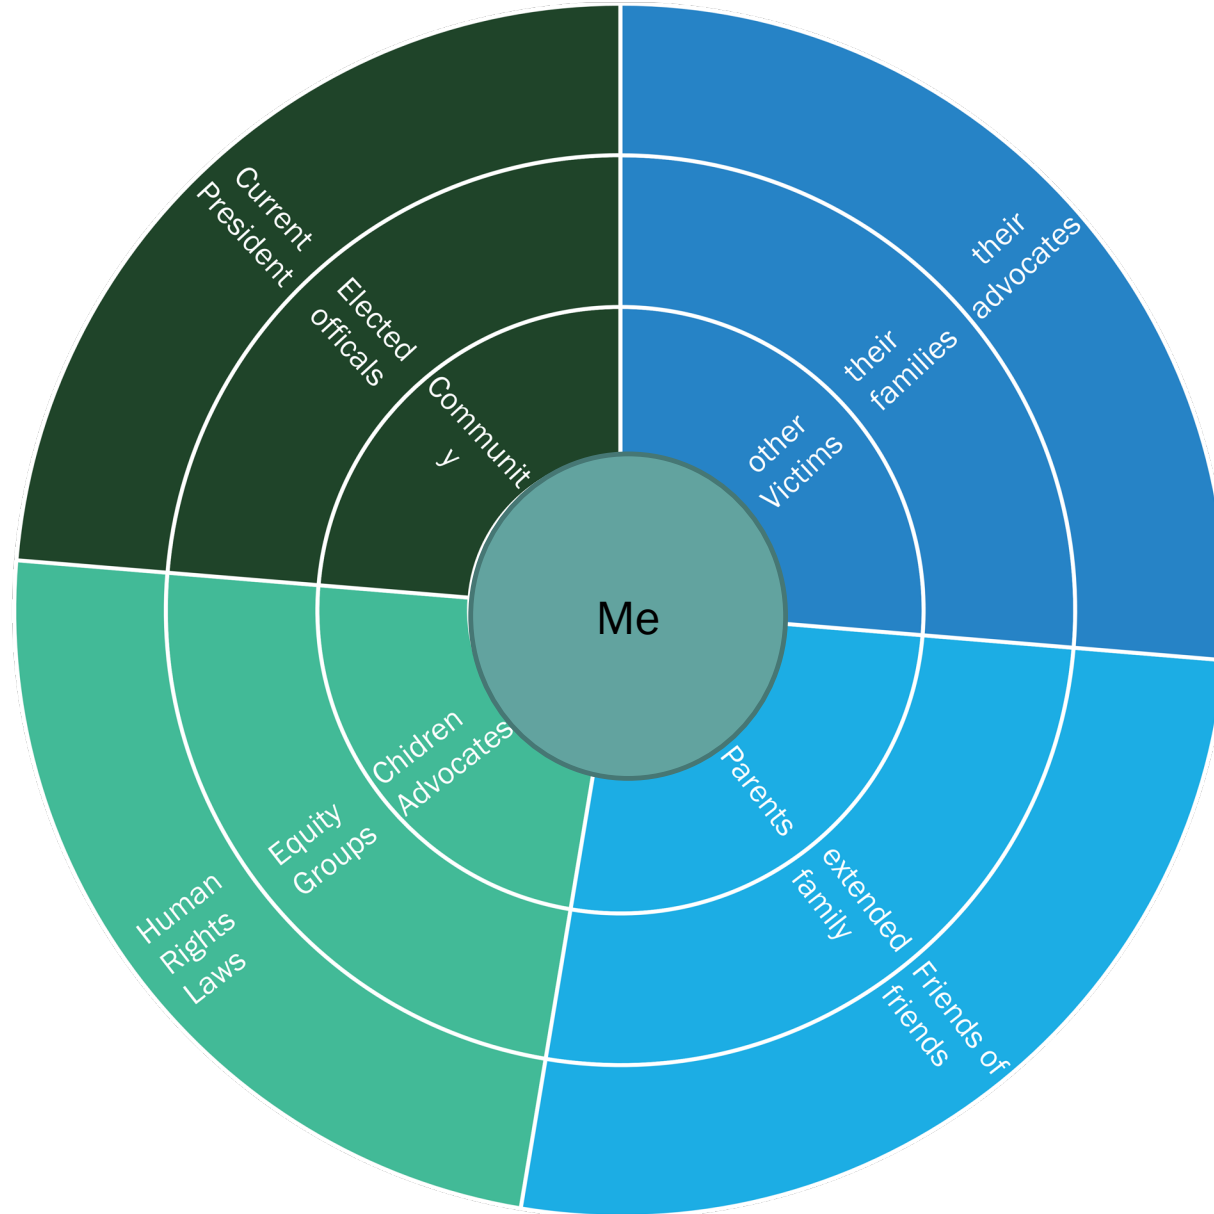 Current
President
Elected
officals
Communit
y
their
advocates
their
families
other
Victims
Me
Parents
extended
family
Friends of
friends
Chidren
Advocates
Equity
Groups
Human
Rights
Laws